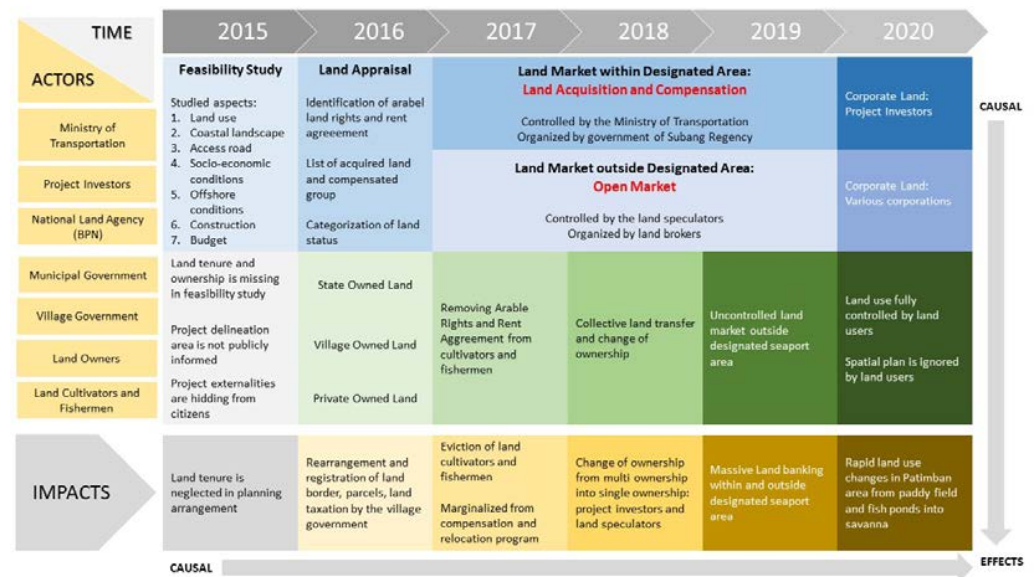 TIME
ACTORS
2015
2016
2017
2018
2019
2020
Ministry of
Transportation
Project Investors
National Land Agency
(BPN)
Municipal Government
Village Government
Land Owners
Land Cultivators and
Fishermen
Feasibility Study
Studied aspects:
1. Land use
2. Coastal landscape
3. Access road
4. Socio-economic
conditions
5. Offshore
conditions
6. Construction
7. Budget
Land Appraisal
Identification of arabel
land rights and rent
agreeement
List of acquired land
and compensated
group
Categorization of land
status
Land Market within Designated Area:
Land Acquisition and Compensation
Controlled by the Ministry of Transportation
Organized by government of Subang Regency
Land Market outside Designated Area:
Open Market
Controlled by the land speculators
Organized by land brokers
Corporate Land:
Project Investors
Corporate Land:
Various corporations
Land tenure and
ownership is missing
in feasibility study
Project delineation
area is not publicly
informed
Project externalities
are hiding from
citizens
State Owned Land
Village Owned Land
Private Owned Land
Removing Arable
Rights and Rent
Aggreement from
cultivators and
fishermen
Collective land transfer
and change of
ownership
Uncontrolled land
market outside
designated seaport
area
Land use fully
controlled by land
users
Spatial plan is ignored
by land users
IMPACTS
Land tenure is
neglected in planning
arrangement
Rearrangement and
registration of land
border, parcels, land
taxation by the village
government
Eviction of land
cultivators and
fishermen
Marginalized from
compensation and
relocation program
Change of ownership
from multi ownership
into single ownership:
project investors and
land speculators
Massive Land banking
within and outside
designated seaport
area
Rapid land use
changes in Patimban
area from paddy field
and fish ponds into
savanna
CAUSAL
EFFECTS
CAUSAL